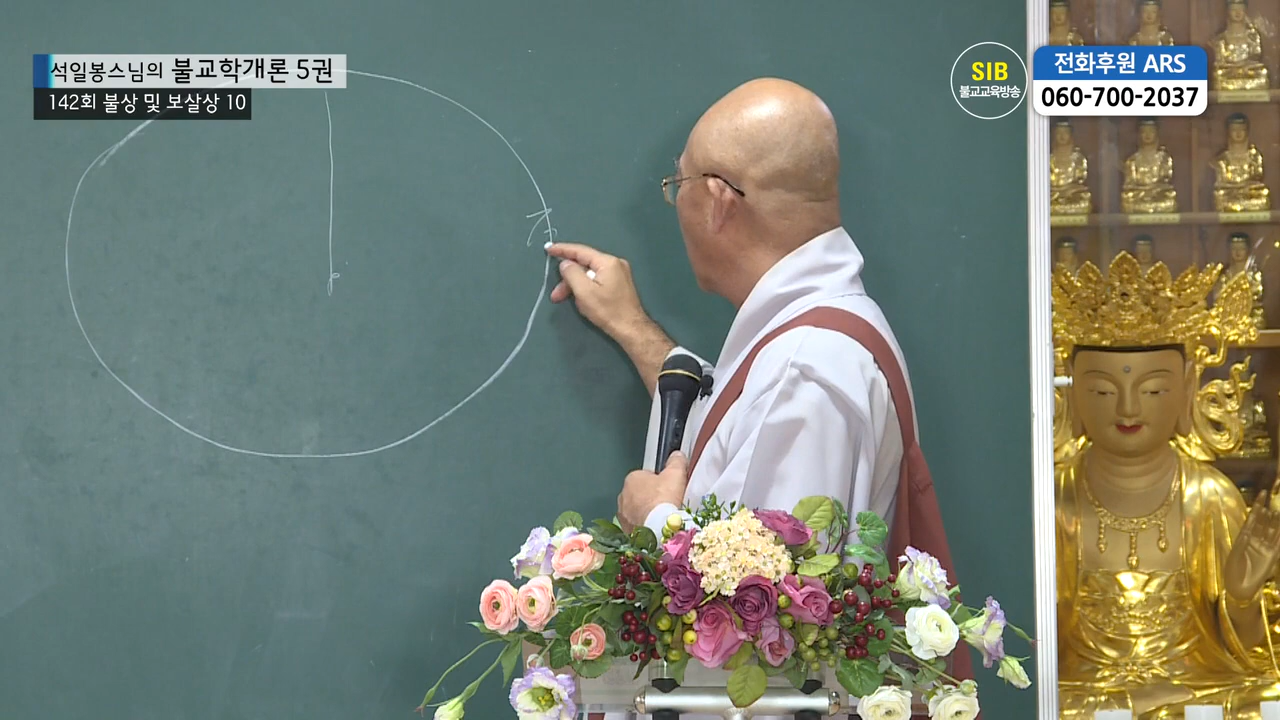 석일봉스님의 불교학개론 5권
142회 불상 및 보살상 10
SIB
불교교육방송
전화후원 ARS
060-700-2037